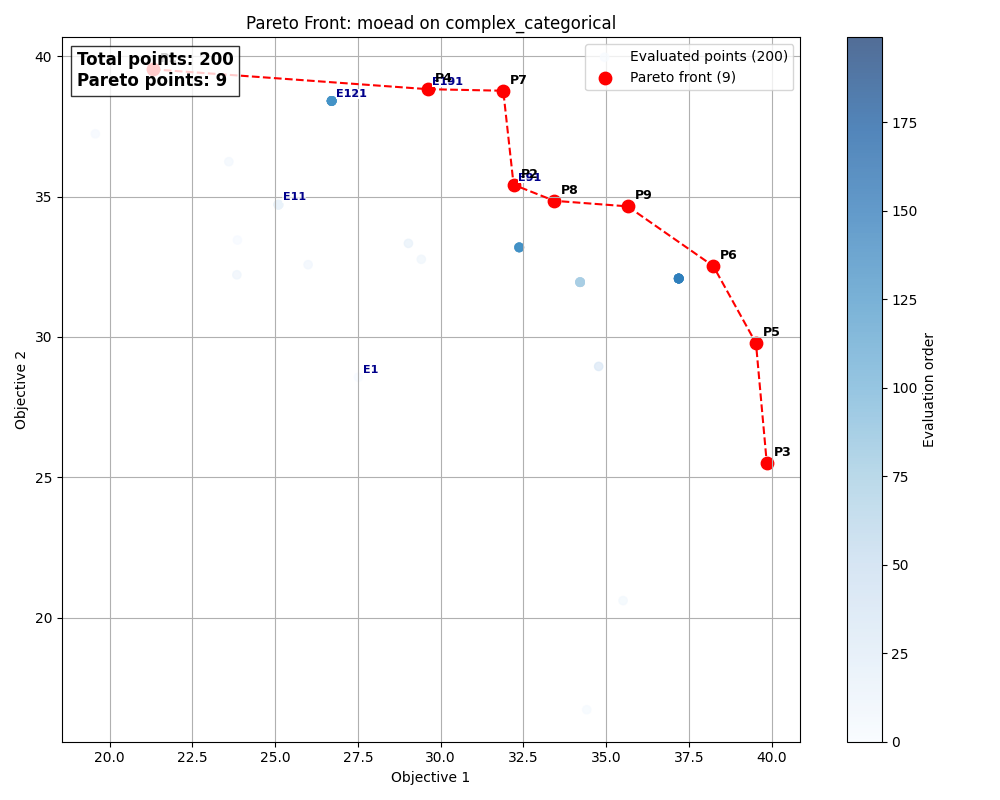 Pareto Front: moead on complex_categorical
Total points: 200
Pareto points: 9
Evaluated points (200)
Pareto front (9)
P4
E191
P7
E121
P2
E91
P8
P9
E11
P6
P5
E1
P3
40
35
30
25
20
Objective 2
20.0 22.5 25.0 27.5 30.0 32.5 35.0 37.5 40.0
Objective 1
175
150
125
100
75
50
25
0
Evaluation order